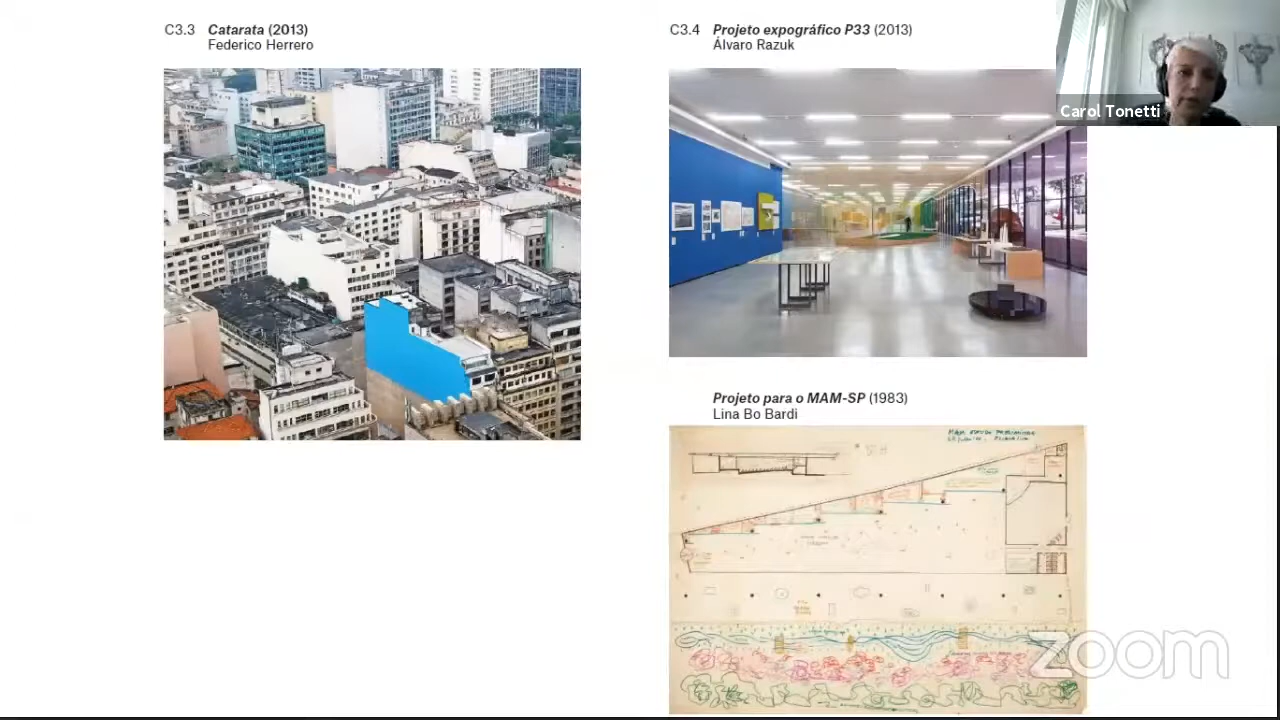 C3.3 Catarata (2013)
Federico Herrero
C3.4 Projeto expográfico P33 (2013)
Álvaro Razuk
Carol Tonetti
Projeto para o MAM-SP (1983)
Lina Bo Bardi
zoom